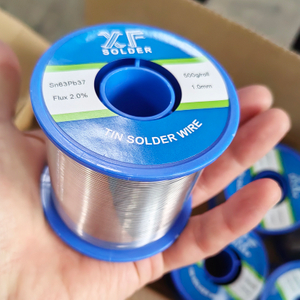 XF
SOLDER
Sn63Pb37
Flux 2.0%
500g/roll
1.0mm
TIN SOLDER WIRE